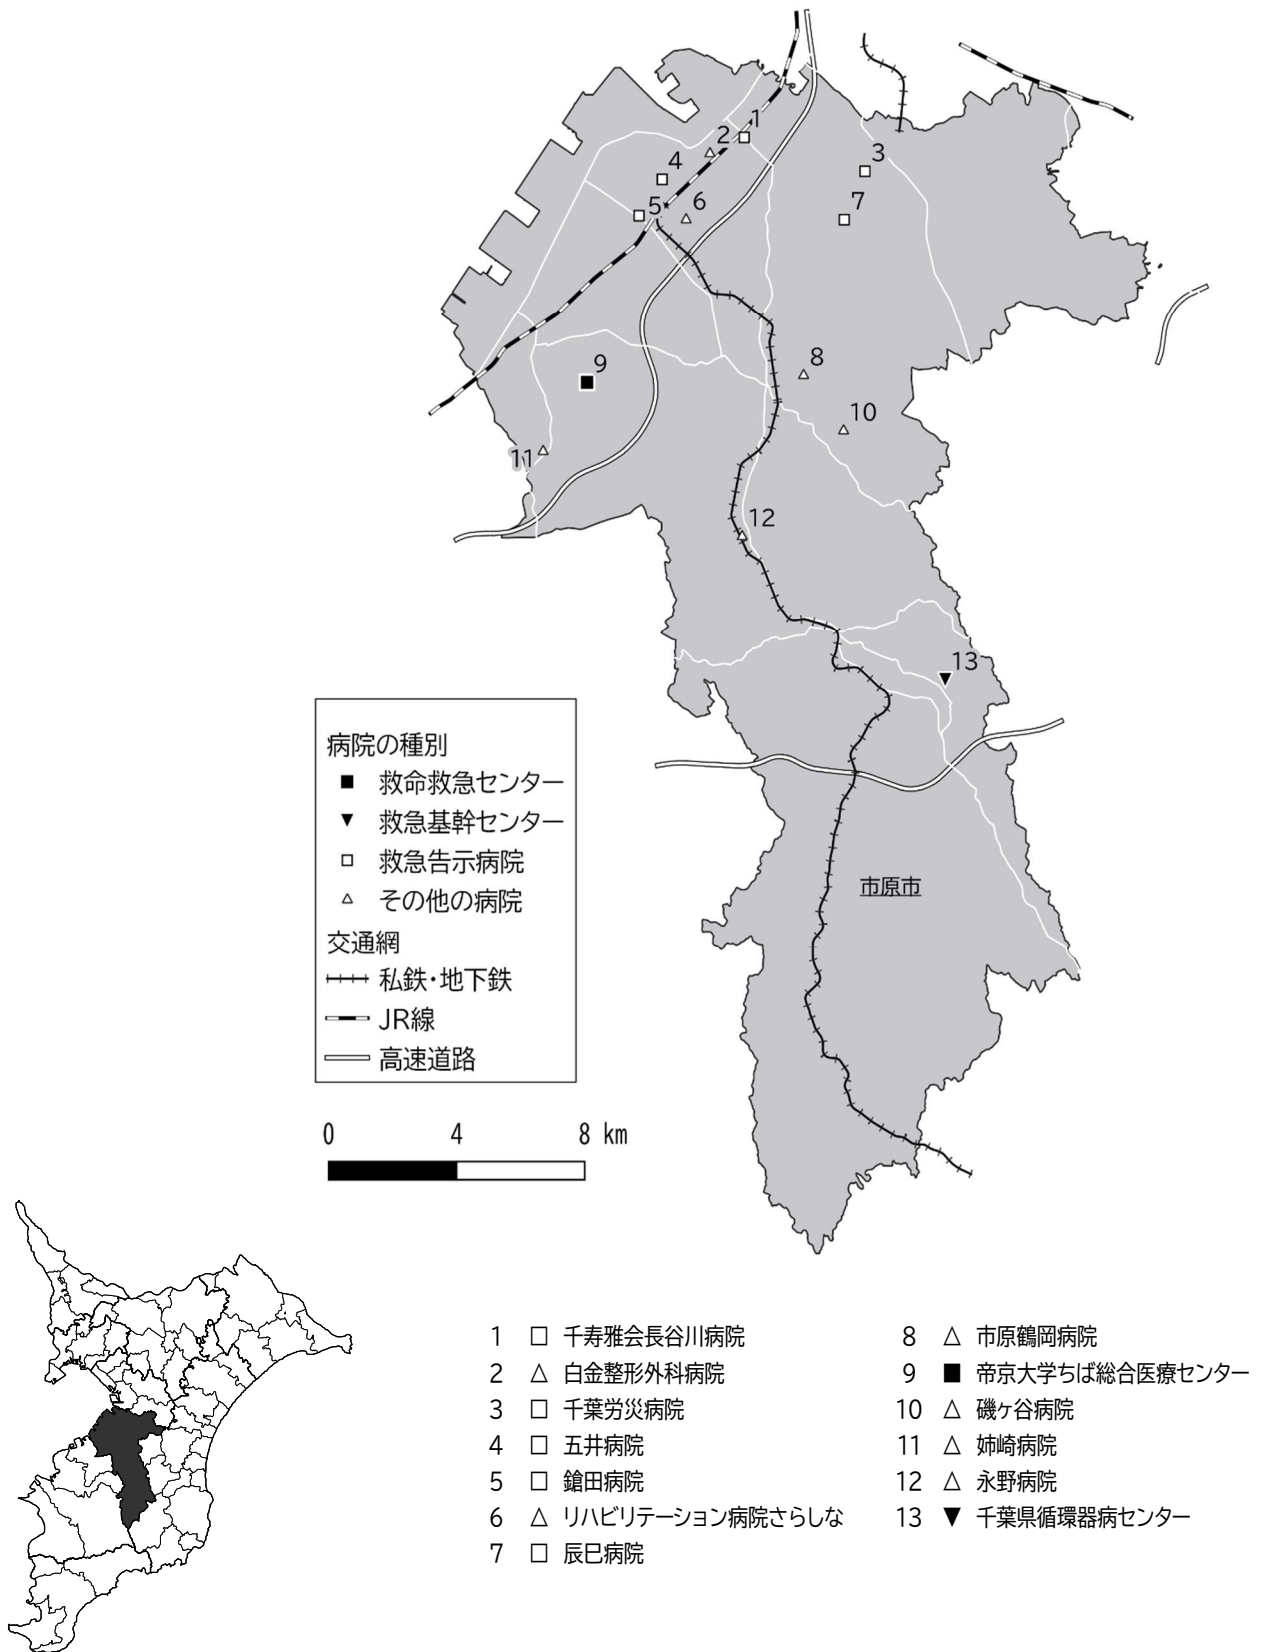 1
2
3
4
5
6
7
8
9
10
11
12
13
病院の種別
救命救急センター
救急基幹センター
救急告示病院
その他の病院
交通網
私鉄・地下鉄
JR線
高速道路
市原市
0 4 8 km
1 □ 千寿雅会長谷川病院
2 △ 白金整形外科病院
3 □ 千葉労災病院
4 □ 五井病院
5 □ 鎗田病院
6 △ リハビリテーション病院さらしな
7 □ 辰巳病院
8 △ 市原鶴岡病院
9 ■ 帝京大学ちば総合医療センター
10 △ 磯ヶ谷病院
11 △ 姉崎病院
12 △ 永野病院
13 ▼ 千葉県循環器病センター